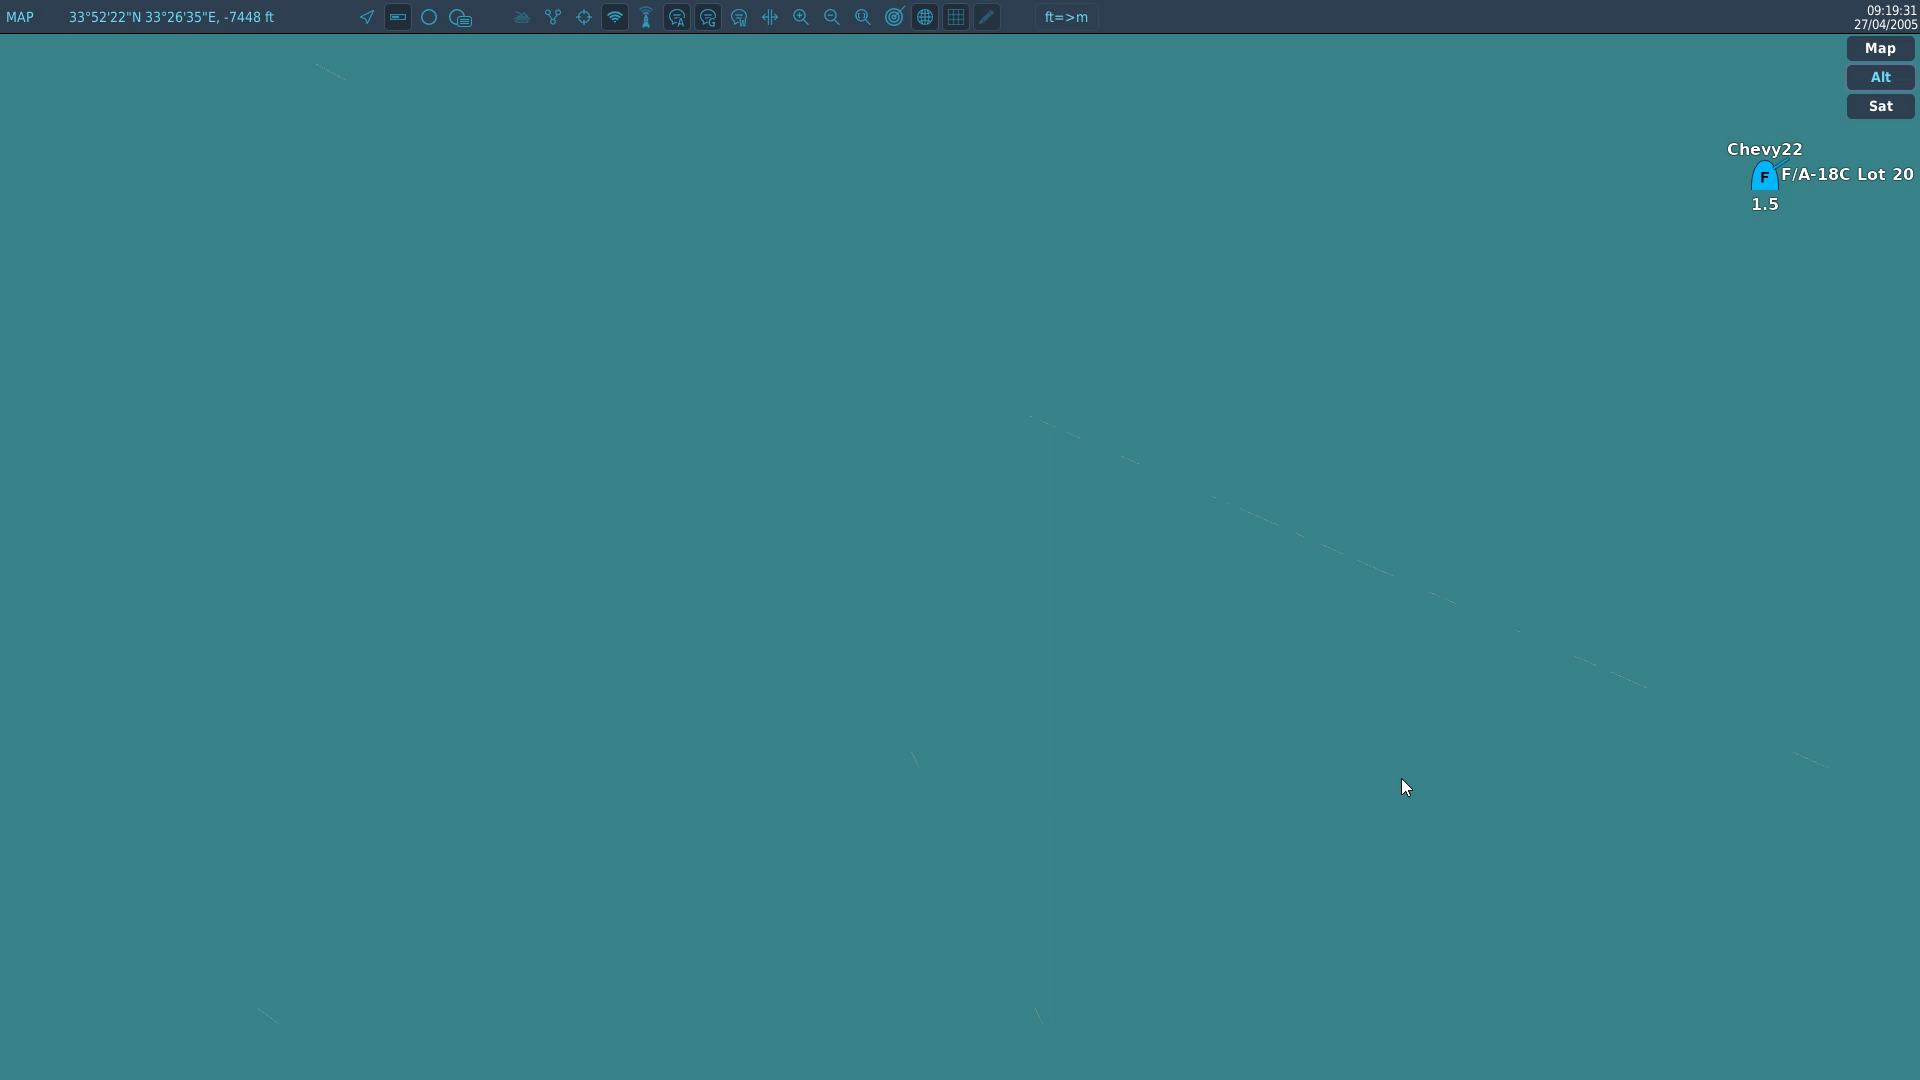 MAP 33°52'22"N 33°26'35"E, -7448 ft
ft=>m
09:19:31
27/04/2005
Map
Alt
Sat
Chevy22
F F/A-18C Lot 20
1.5